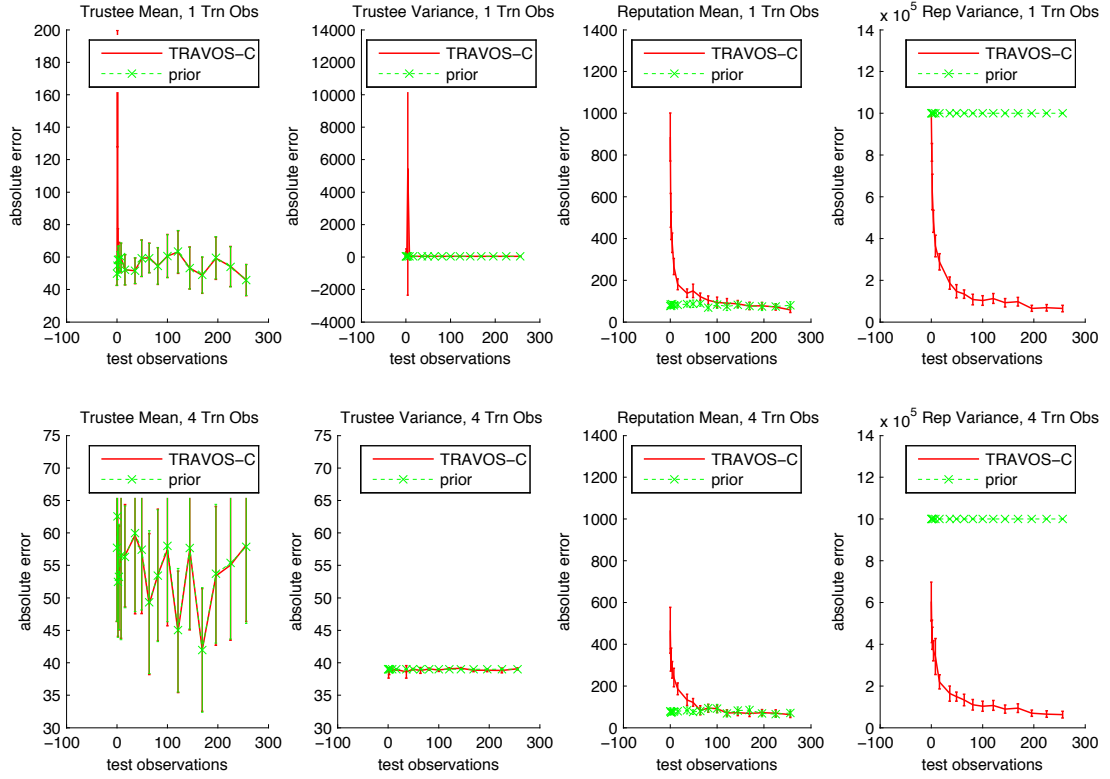 Trustee Mean, 1 Trn Obs
200
180
160
140
120
100
80
60
40
20
−100 0 100 200 300
test observations
absolute error
TRAVOS−C
prior
Trustee Variance, 1 Trn Obs
14000
12000
10000
8000
6000
4000
2000
0
−2000
−4000
−100 0 100 200 300
test observations
absolute error
TRAVOS−C
prior
Reputation Mean, 1 Trn Obs
1400
1200
1000
800
600
400
200
0
−100 0 100 200 300
test observations
absolute error
TRAVOS−C
prior
x 10^5 Rep Variance, 1 Trn Obs
14
12
10
8
6
4
2
0
−100 0 100 200 300
test observations
absolute error
TRAVOS−C
prior
Trustee Mean, 4 Trn Obs
75
70
65
60
55
50
45
40
35
30
−100 0 100 200 300
test observations
absolute error
TRAVOS−C
prior
Trustee Variance, 4 Trn Obs
75
70
65
60
55
50
45
40
35
30
−100 0 100 200 300
test observations
absolute error
TRAVOS−C
prior
Reputation Mean, 4 Trn Obs
1400
1200
1000
800
600
400
200
0
−100 0 100 200 300
test observations
absolute error
TRAVOS−C
prior
x 10^5 Rep Variance, 4 Trn Obs
14
12
10
8
6
4
2
0
−100 0 100 200 300
test observations
absolute error
TRAVOS−C
prior